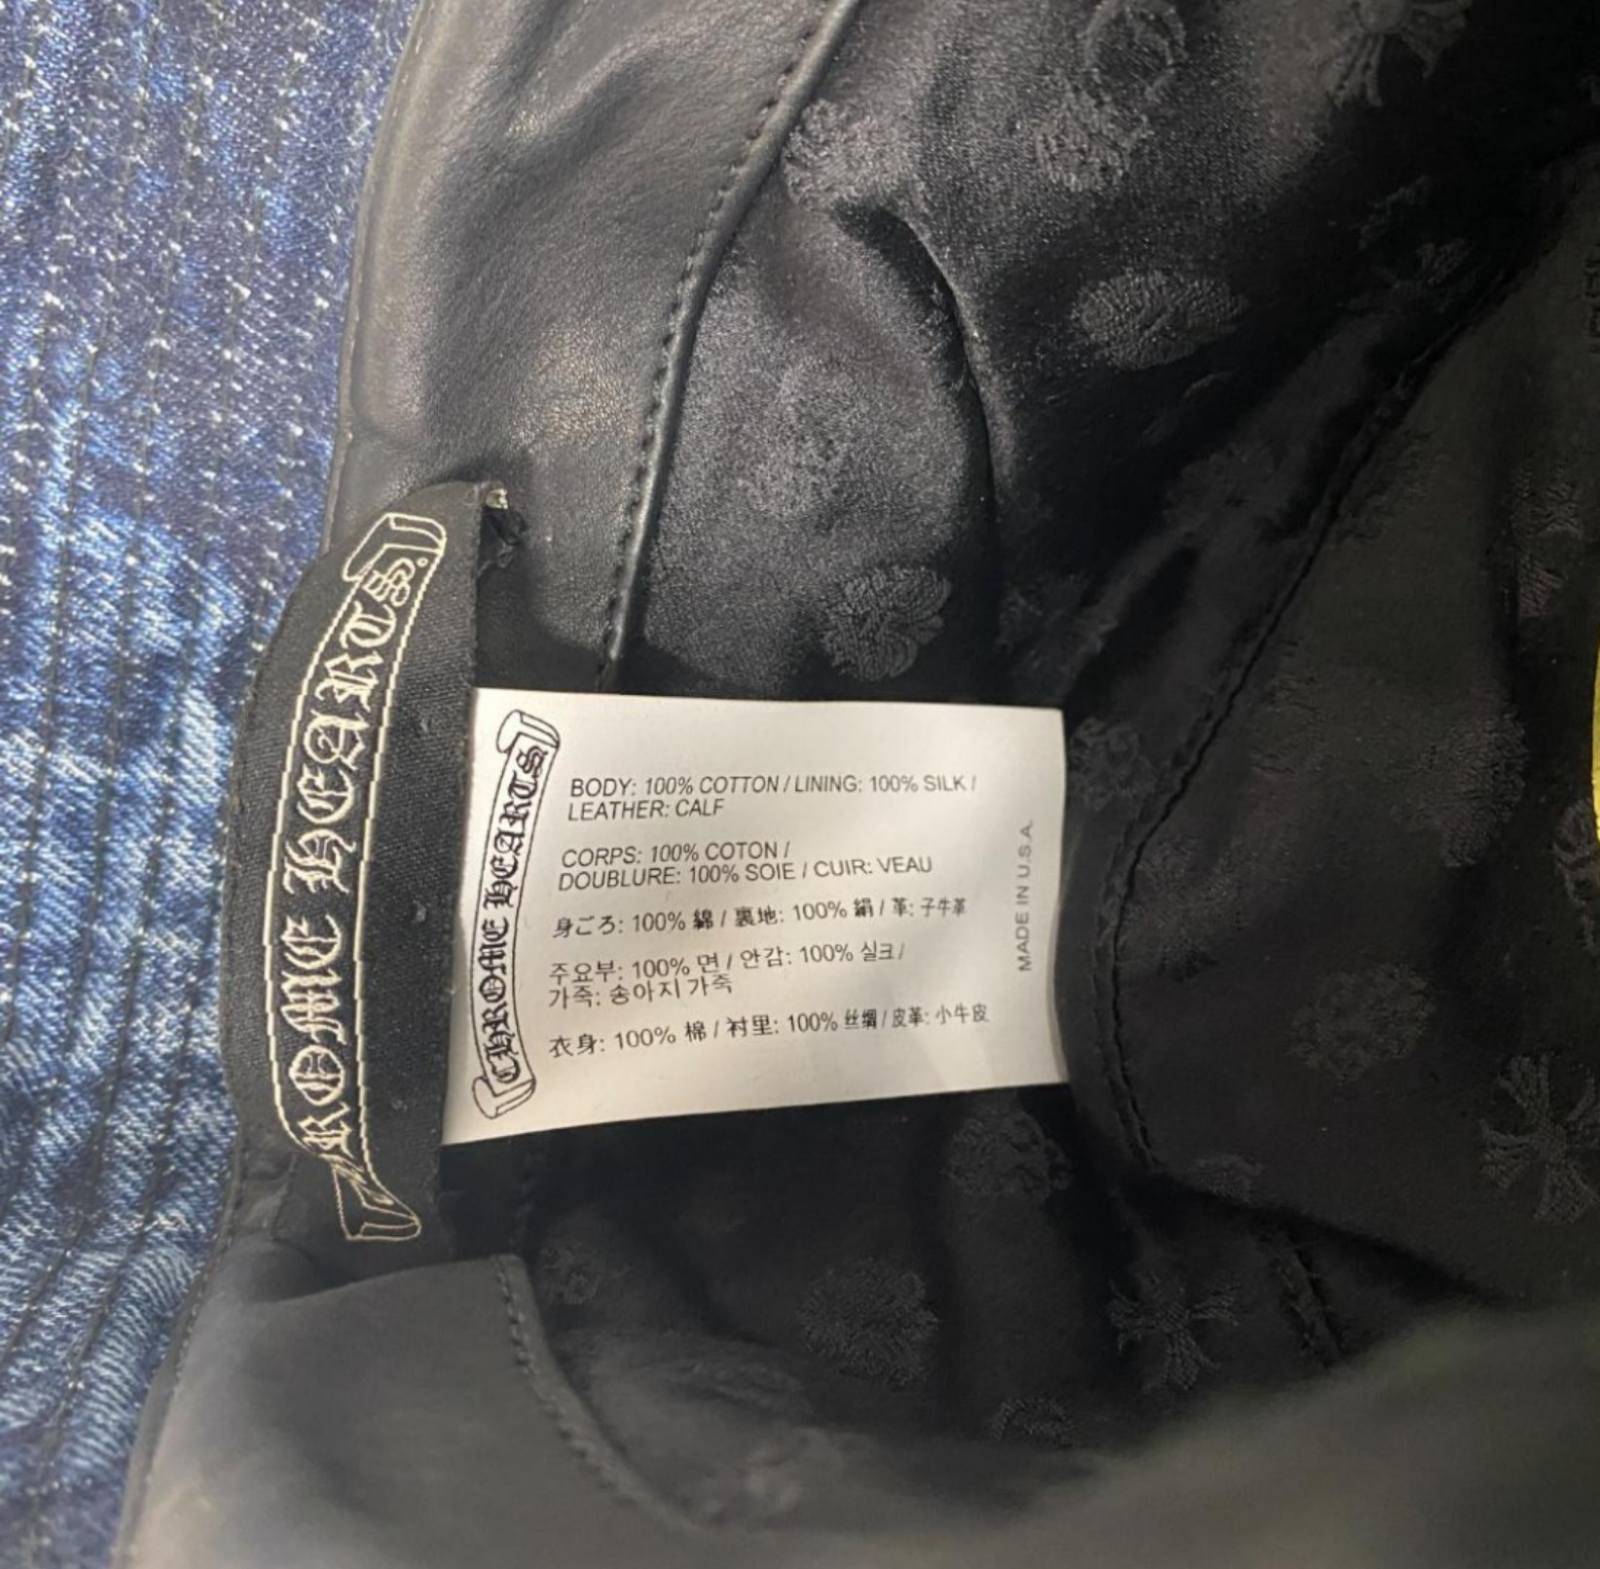 CHROME HEARTS
CHROME HEARTS
BODY: 100% COTTON / LINING: 100% SILK /
LEATHER: CALF
CORPS: 100% COTON /
DOUBLURE: 100% SOIE / CUIR: VEAU
身ごろ: 100% 綿 / 裏地: 100% 絹 / 革: 子牛革
주요부: 100% 면 / 안감: 100% 실크 /
가죽: 송아지 가죽
衣身: 100% 棉 / 衬里: 100% 丝绸 / 皮革: 小牛皮
MADE IN U.S.A.